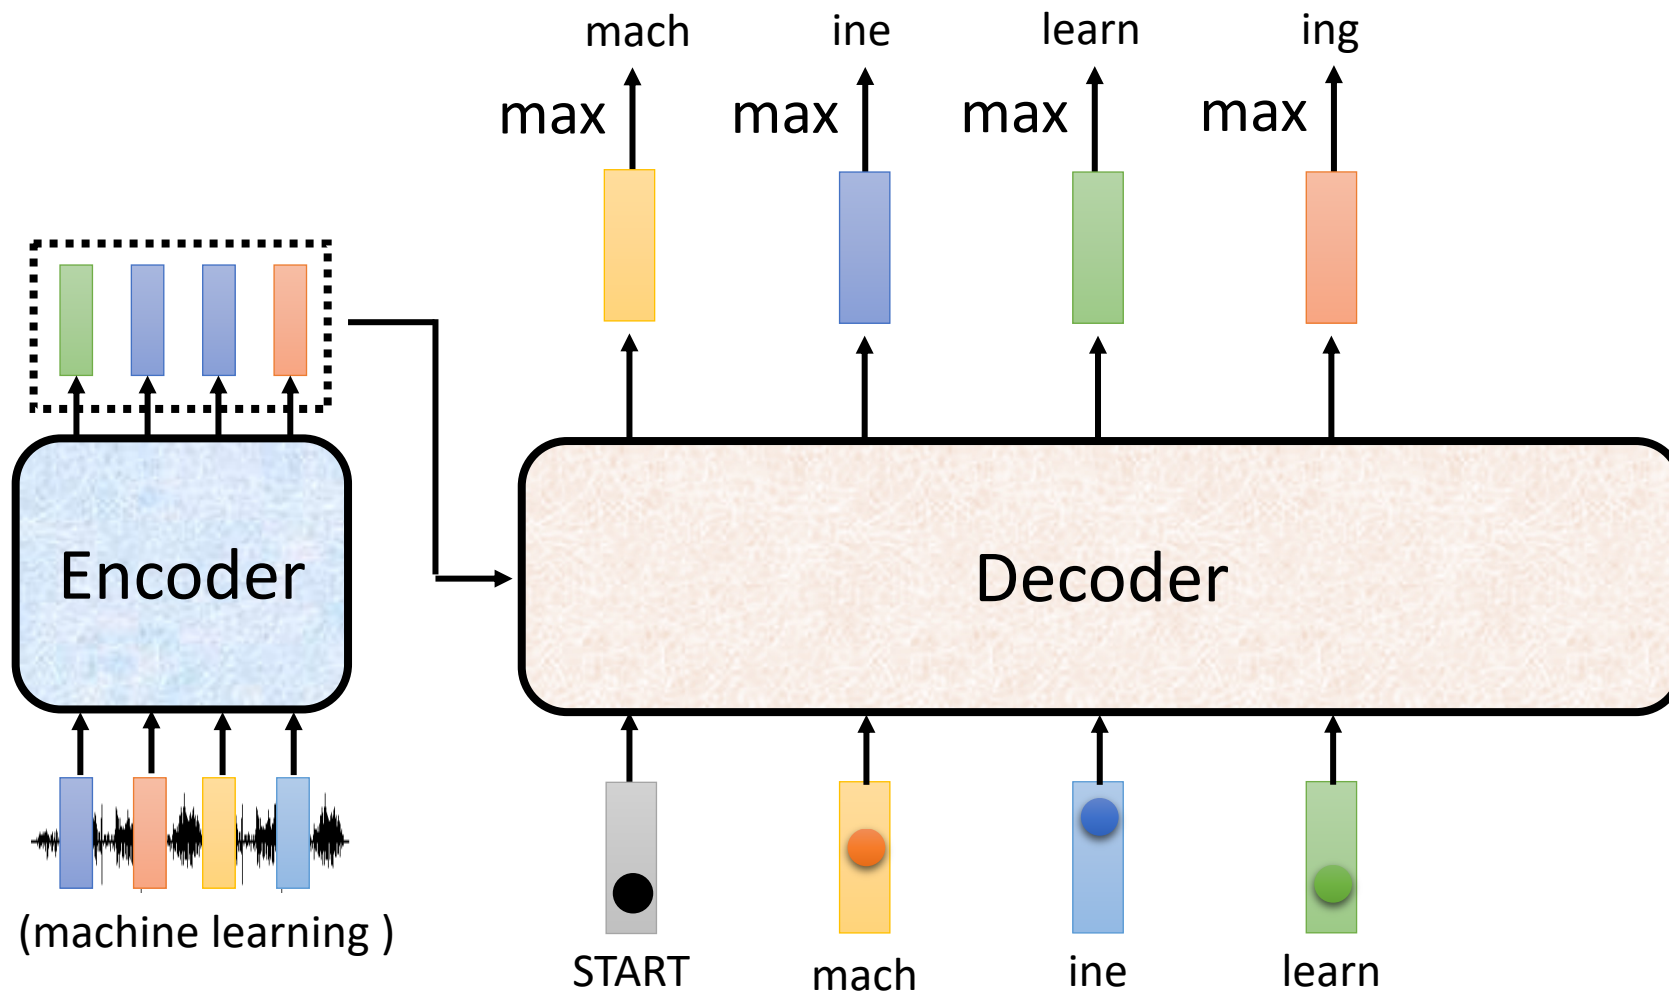 mach ine learn ing
max max max max
Encoder
Decoder
(machine learning )
START mach ine learn